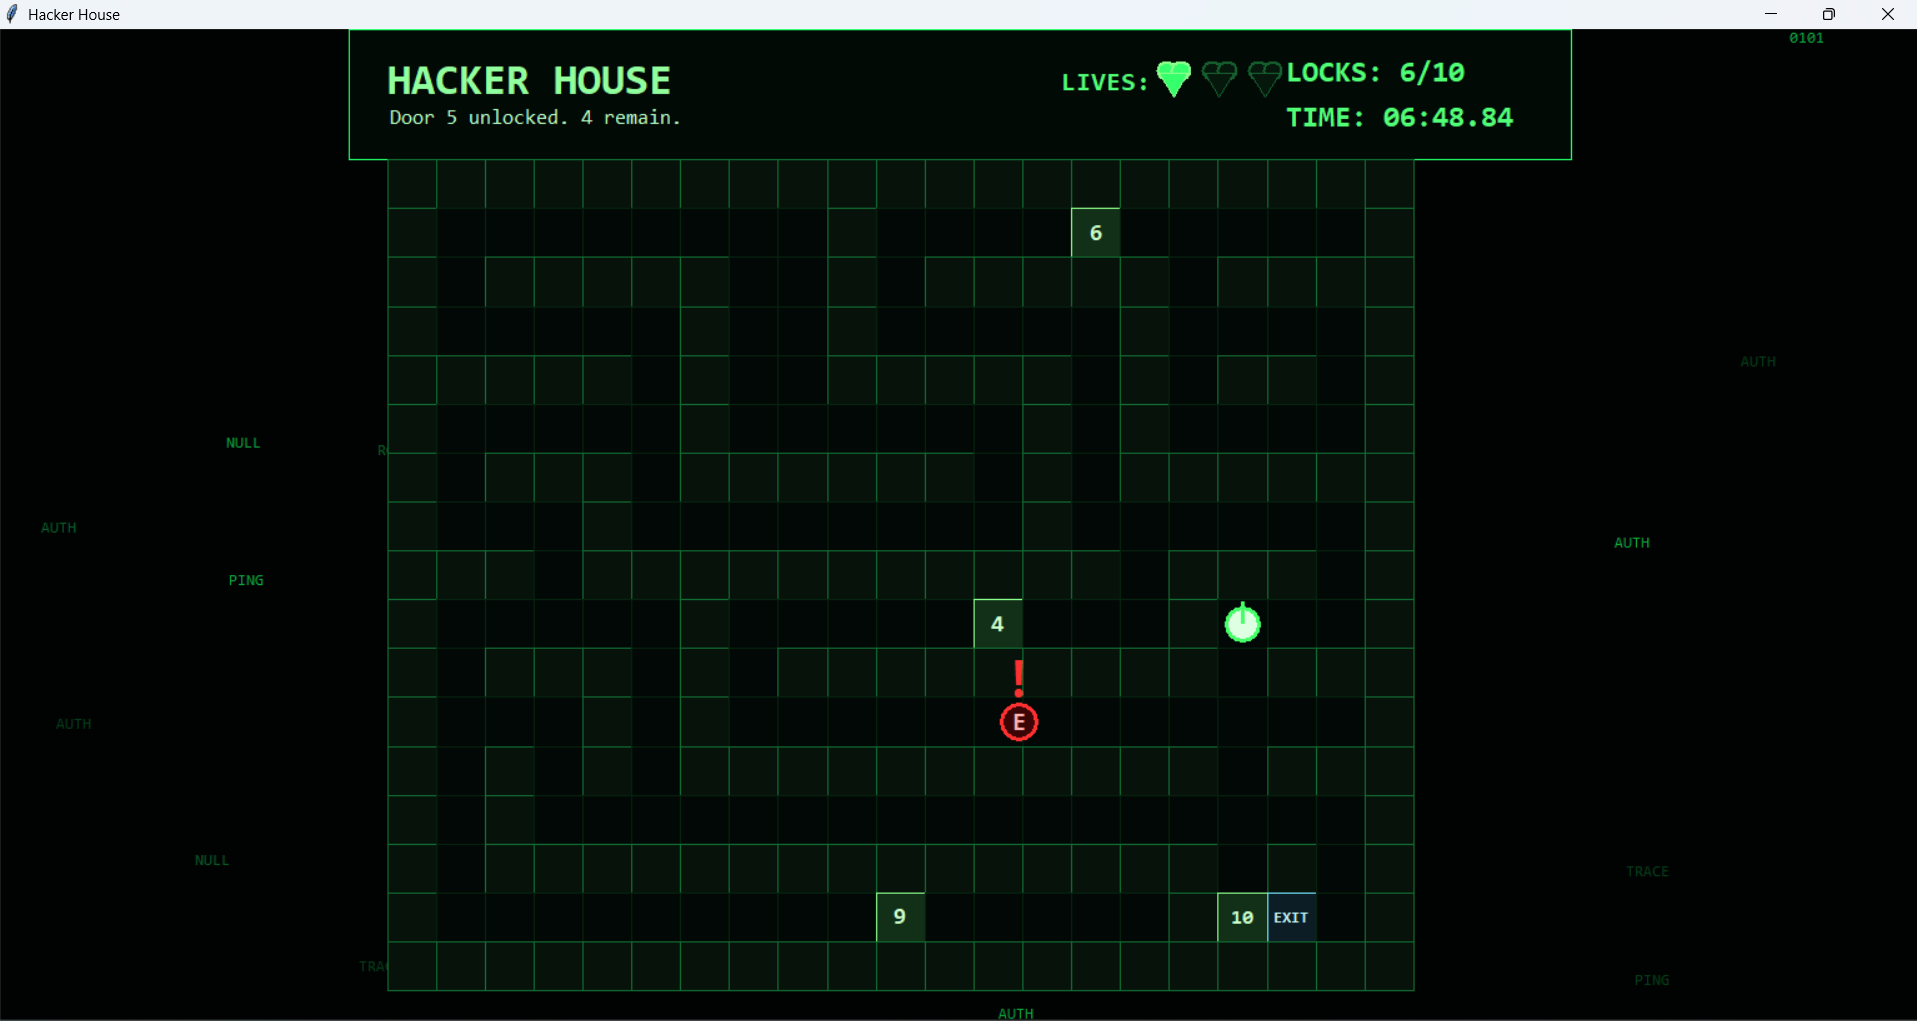 Hacker House
0101
HACKER HOUSE
LIVES:
LOCKS: 6/10
Door 5 unlocked. 4 remain.
TIME: 06:48.84
6
AUTH
NULL
AUTH
AUTH
PING
4
!
E
AUTH
NULL
TRACE
9
10
EXIT
PING
AUTH